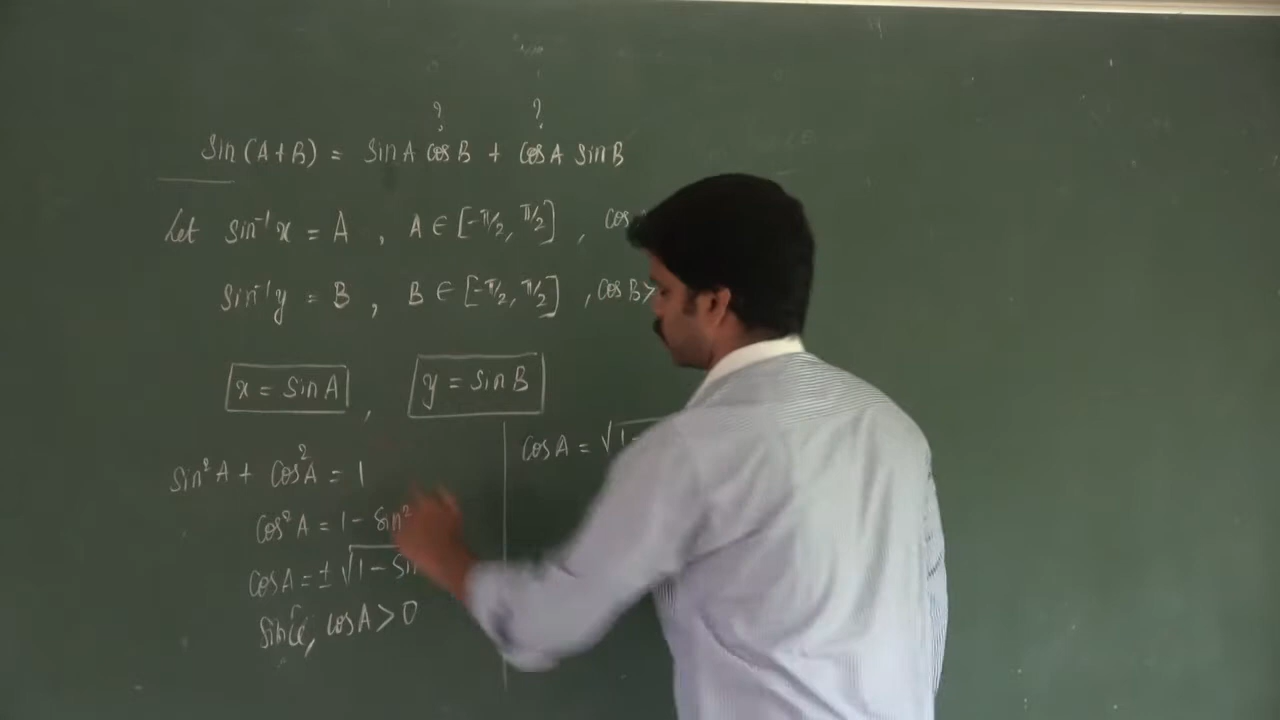 ? ?
Sin (A+B) = Sin A cos B + cos A Sin B
Let Sin⁻¹x = A , A ∈ [-π/2, π/2] , cos
Sin⁻¹y = B , B ∈ [-π/2, π/2] , cos B >
x = Sin A , y = Sin B
Sin²A + Cos²A = 1
Cos²A = 1 - Sin²
Cos A = ± √1 - Sin
Since, cos A > 0
Cos A = √1 -